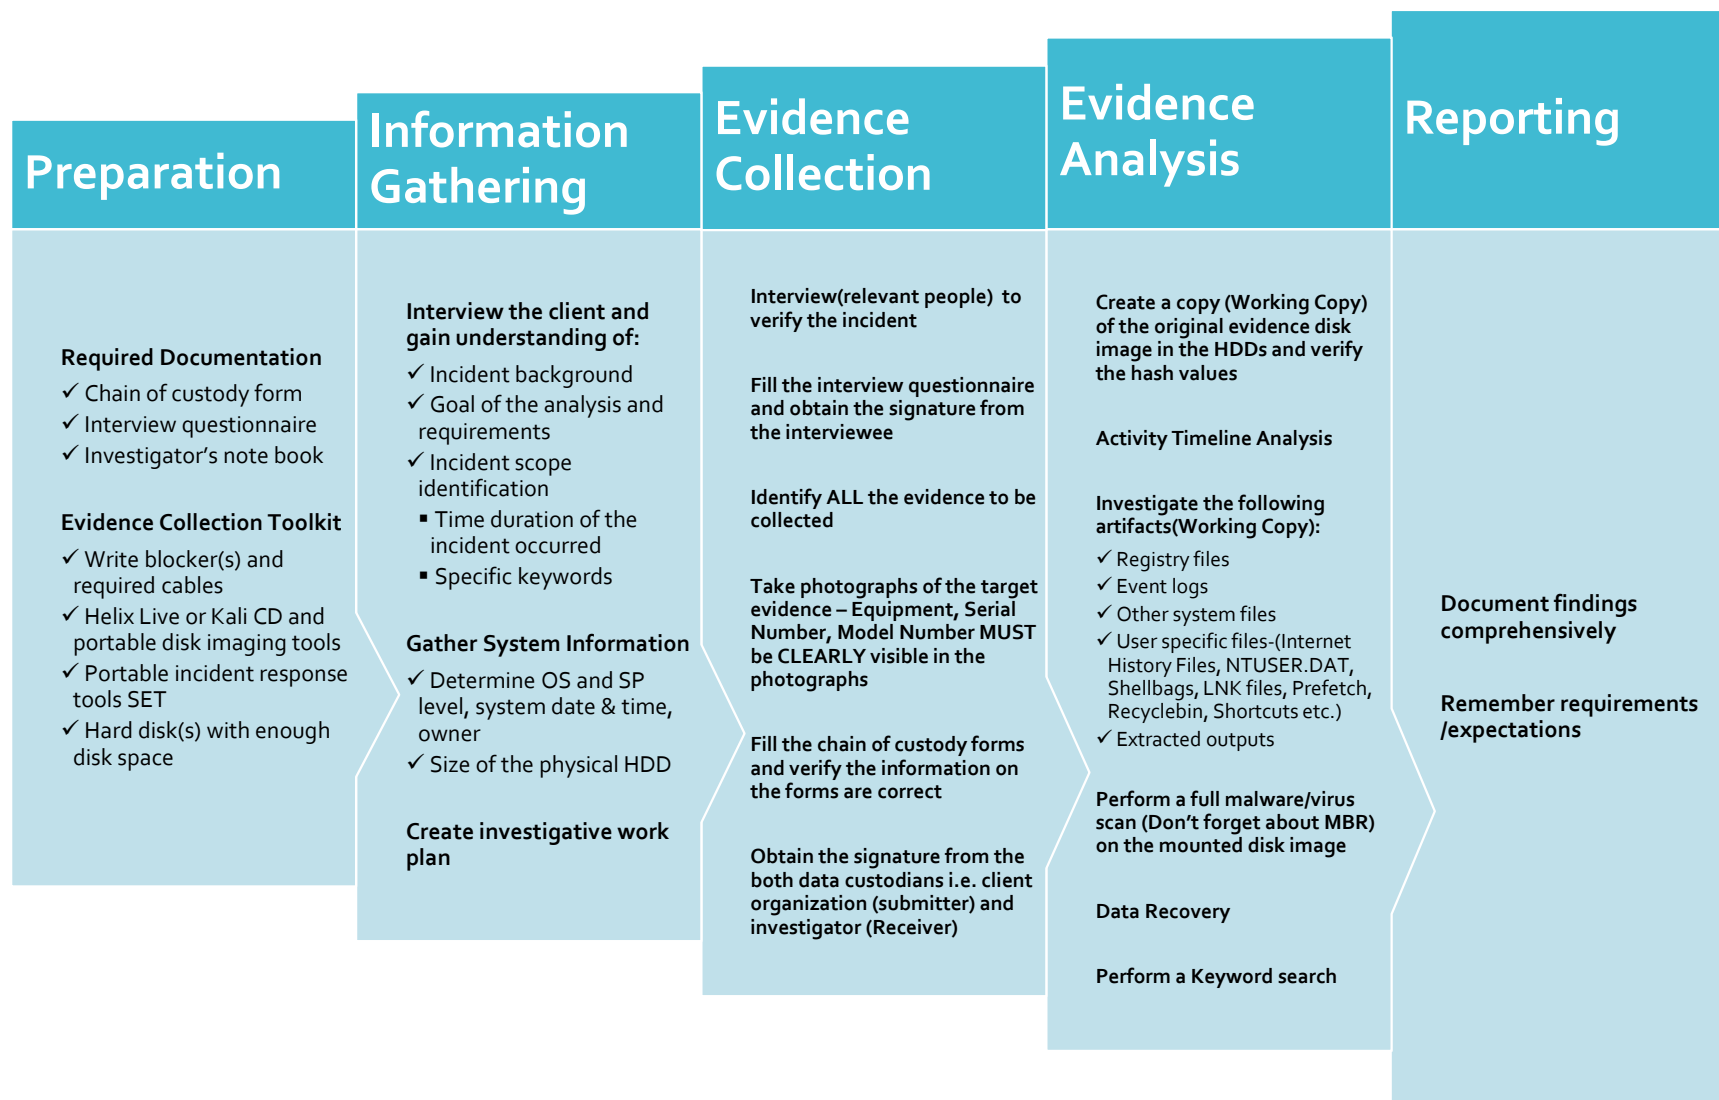 Preparation
Required Documentation
✓ Chain of custody form
✓ Interview questionnaire
✓ Investigator's note book
Evidence Collection Toolkit
✓ Write blocker(s) and
required cables
✓ Helix Live or Kali CD and
portable disk imaging tools
✓ Portable incident response
tools SET
✓ Hard disk(s) with enough
disk space
Information
Gathering
Interview the client and
gain understanding of:
✓ Incident background
✓ Goal of the analysis and
requirements
✓ Incident scope
identification
▪ Time duration of the
incident occurred
▪ Specific keywords
Gather System Information
✓ Determine OS and SP
level, system date & time,
owner
✓ Size of the physical HDD
Create investigative work
plan
Evidence
Collection
Interview(relevant people) to
verify the incident
Fill the interview questionnaire
and obtain the signature from
the interviewee
Identify ALL the evidence to be
collected
Take photographs of the target
evidence – Equipment, Serial
Number, Model Number MUST
be CLEARLY visible in the
photographs
Fill the chain of custody forms
and verify the information on
the forms are correct
Obtain the signature from the
both data custodians i.e. client
organization (submitter) and
investigator (Receiver)
Evidence
Analysis
Create a copy (Working Copy)
of the original evidence disk
image in the HDDs and verify
the hash values
Activity Timeline Analysis
Investigate the following
artifacts(Working Copy):
✓ Registry files
✓ Event logs
✓ Other system files
✓ User specific files-(Internet
History Files, NTUSER.DAT,
Shellbags, LNK files, Prefetch,
Recyclebin, Shortcuts etc.)
✓ Extracted outputs
Perform a full malware/virus
scan (Don't forget about MBR)
on the mounted disk image
Data Recovery
Perform a Keyword search
Reporting
Document findings
comprehensively
Remember requirements
/expectations